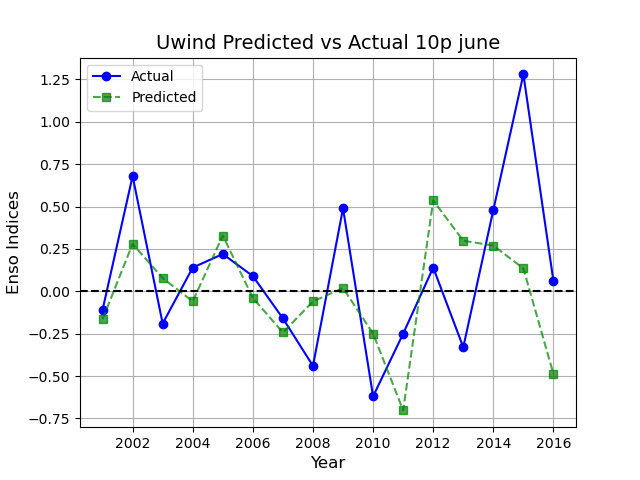 Uwind Predicted vs Actual 10p june
Actual
Predicted
1.25
1.00
0.75
0.50
0.25
0.00
−0.25
−0.50
−0.75
Enso Indices
2002 2004 2006 2008 2010 2012 2014 2016
Year